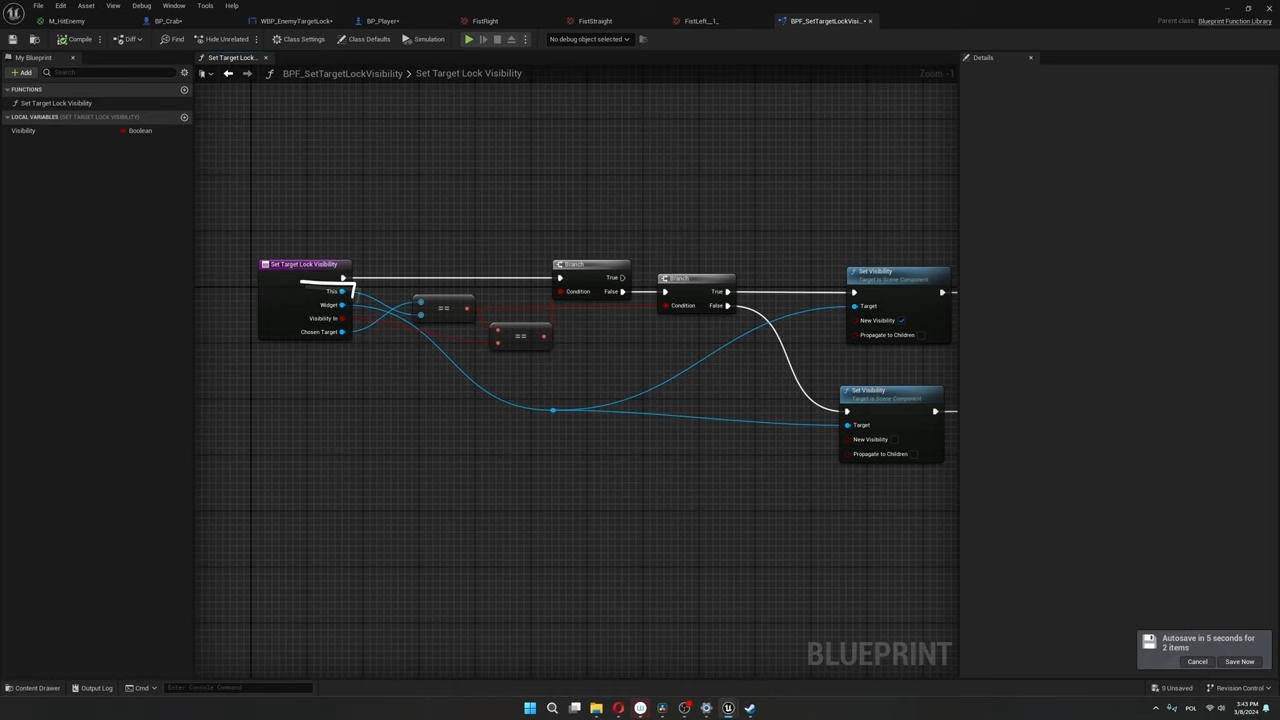 File Edit Asset View Debug Window Tools Help
M_HitEnemy BP_Crab• WBP_EnemyTargetLock• BP_Player• FistRight FistStraight FistLeft__1_ BPF_SetTargetLockVisi...•
Parent class: Blueprint Function Library
Compile Diff Find Hide Unrelated Class Settings Class Defaults Simulation No debug object selected
My Blueprint
Set Target Lock...
Details
Add Search
BPF_SetTargetLockVisibility > Set Target Lock Visibility
Zoom -1
FUNCTIONS
Set Target Lock Visibility
LOCAL VARIABLES (SET TARGET LOCK VISIBILITY)
Visibility Boolean
Set Target Lock Visibility
This
Widget
Visibility In
Chosen Target
==
==
Branch
True
Condition False
Branch
True
Condition False
Set Visibility
Target is Scene Component
Target
New Visibility
Propagate to Children
Set Visibility
Target is Scene Component
Target
New Visibility
Propagate to Children
BLUEPRINT
Autosave in 5 seconds for
2 items
Cancel Save Now
Content Drawer Output Log Cmd Enter Console Command
9 Unsaved Revision Control
POL
3:43 PM
3/8/2024